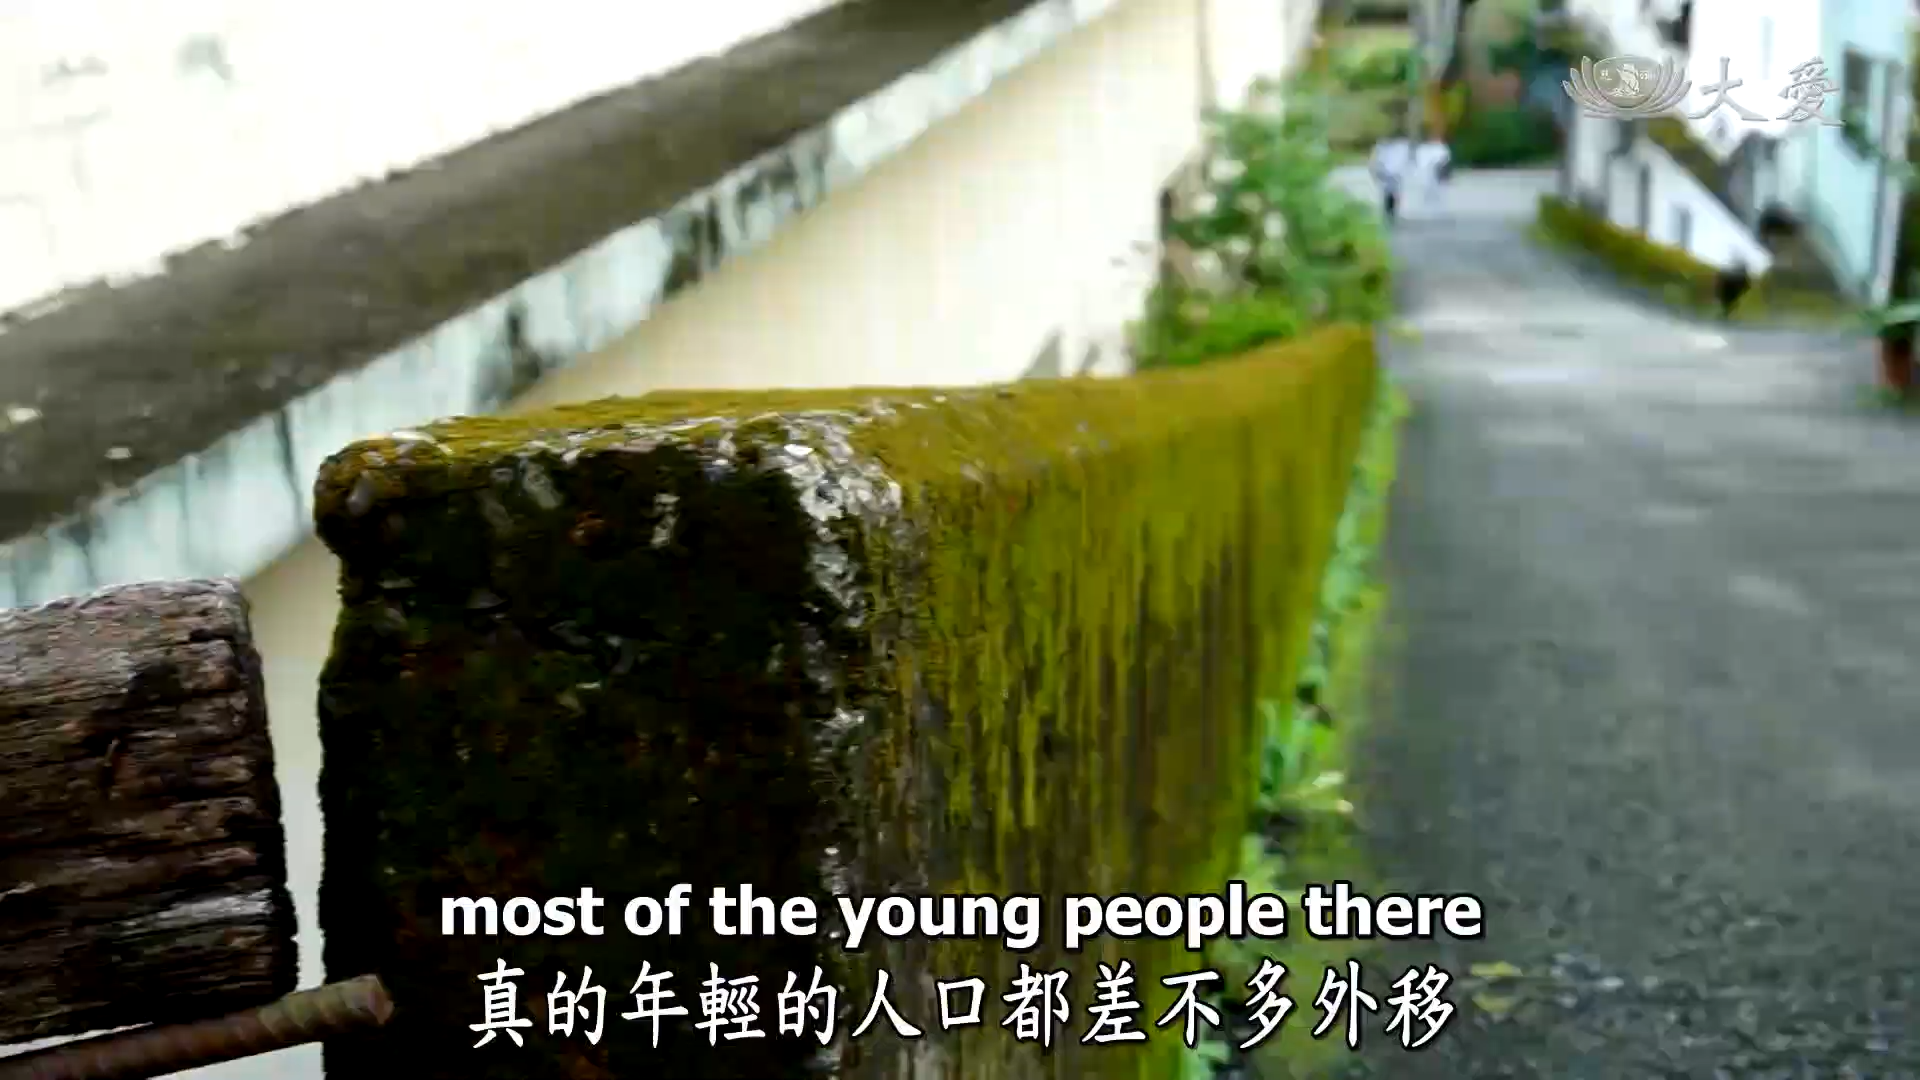 大愛
most of the young people there
真的年輕的人口都差不多外移